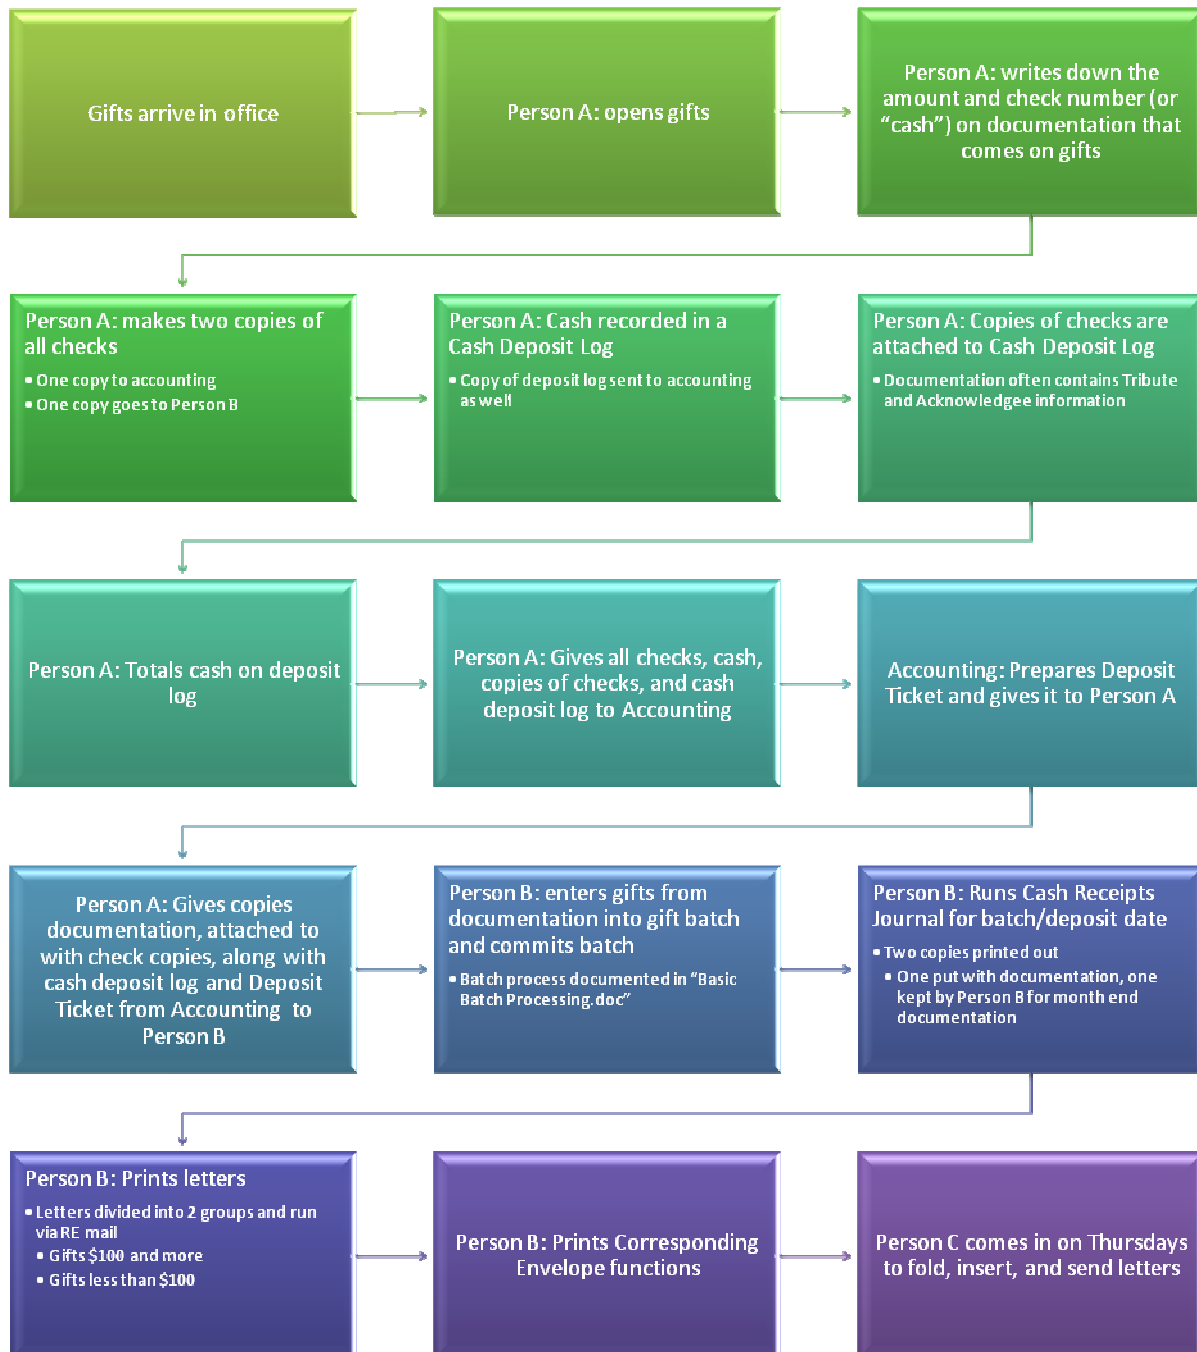 Gifts arrive in office
Person A: opens gifts
Person A: writes down the
amount and check number (or
“cash”) on documentation that
comes on gifts
Person A: makes two copies of
all checks
• One copy to accounting
• One copy goes to Person B
Person A: Cash recorded in a
Cash Deposit Log
• Copy of deposit log sent to accounting
as well
Person A: Copies of checks are
attached to Cash Deposit Log
• Documentation often contains Tribute
and Acknowledgee information
Person A: Totals cash on deposit
log
Person A: Gives all checks, cash,
copies of checks, and cash
deposit log to Accounting
Accounting: Prepares Deposit
Ticket and gives it to Person A
Person A: Gives copies
documentation, attached to
with check copies, along with
cash deposit log and Deposit
Ticket from Accounting to
Person B
Person B: enters gifts from
documentation into gift batch
and commits batch
• Batch process documented in “Basic
Batch Processing.doc”
Person B: Runs Cash Receipts
Journal for batch/deposit date
• Two copies printed out
• One put with documentation, one
kept by Person B for month end
documentation
Person B: Prints letters
• Letters divided into 2 groups and run
via RE mail
• Gifts $100 and more
• Gifts less than $100
Person B: Prints Corresponding
Envelope functions
Person C comes in on Thursdays
to fold, insert, and send letters